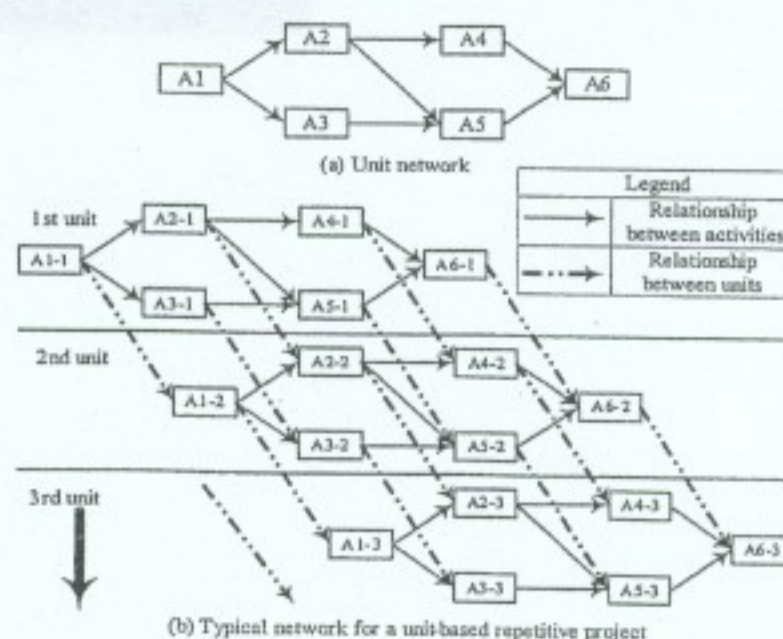 A2
A4
A1
A6
A3
A5
(a) Unit network
Legend
Relationship
between activities
Relationship
between units
1st unit
A2-1
A4-1
A1-1
A6-1
A3-1
A5-1
2nd unit
A2-2
A4-2
A1-2
A6-2
A3-2
A5-2
3rd unit
A2-3
A4-3
A1-3
A6-3
A3-3
A5-3
(b) Typical network for a unit-based repetitive project